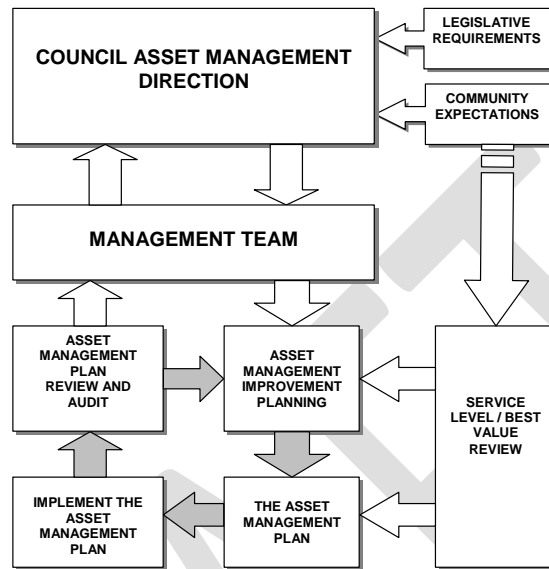 COUNCIL ASSET MANAGEMENT
DIRECTION
LEGISLATIVE
REQUIREMENTS
COMMUNITY
EXPECTATIONS
MANAGEMENT TEAM
ASSET
MANAGEMENT
PLAN
REVIEW AND
AUDIT
ASSET
MANAGEMENT
IMPROVEMENT
PLANNING
SERVICE
LEVEL / BEST
VALUE
REVIEW
IMPLEMENT THE
ASSET
MANAGEMENT
PLAN
THE ASSET
MANAGEMENT
PLAN